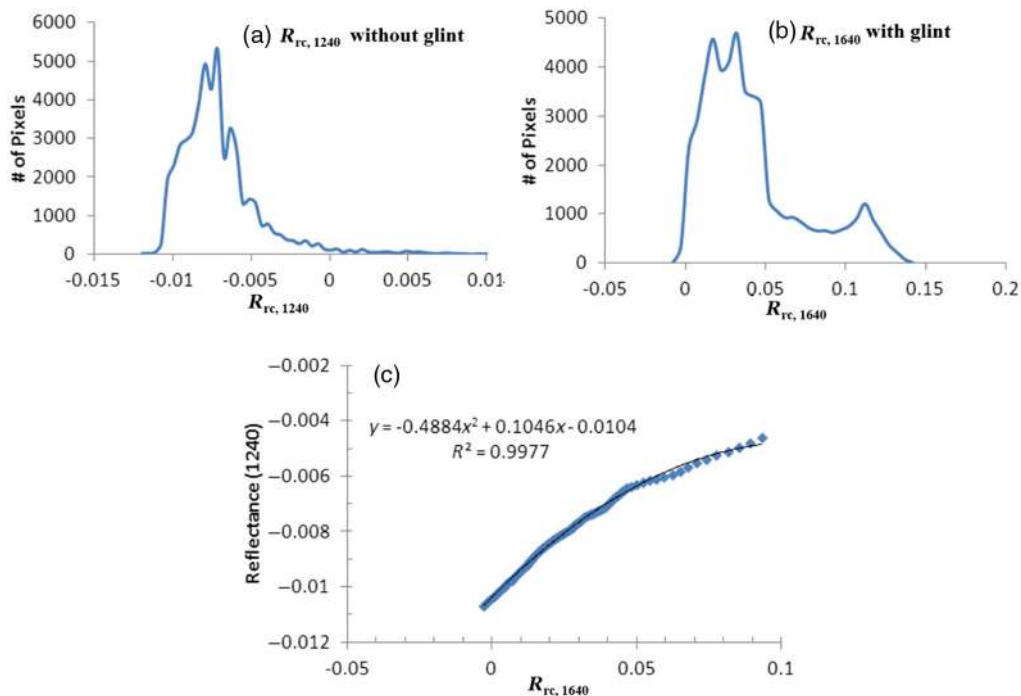 (a) Rrc, 1240 without glint
# of Pixels
6000
5000
4000
3000
2000
1000
0
-0.015 -0.01 -0.005 0 0.005 0.01
Rrc, 1240
(b) Rrc, 1640 with glint
# of Pixels
5000
4000
3000
2000
1000
0
-0.05 0 0.05 0.1 0.15 0.2
Rrc, 1640
(c)
y = -0.4884x² + 0.1046x - 0.0104
R² = 0.9977
Reflectance (1240)
−0.002
−0.004
−0.006
−0.008
−0.01
−0.012
-0.05 0 0.05 0.1
Rrc, 1640